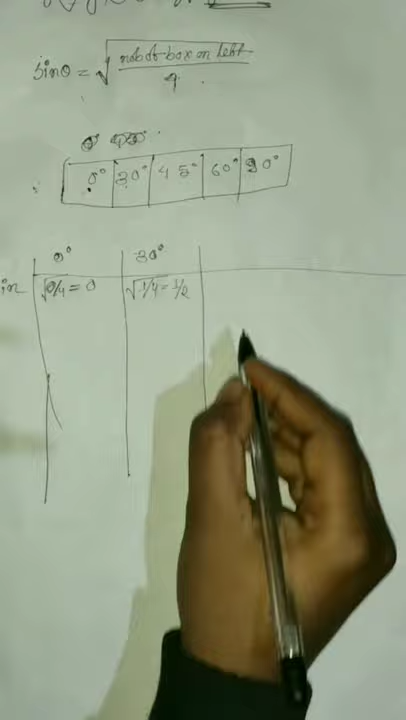 sinθ = √no. of box on left / 4
0° 30° 45° 60° 90°
0° 30°
in √0/4 = 0 √1/4 = 1/2